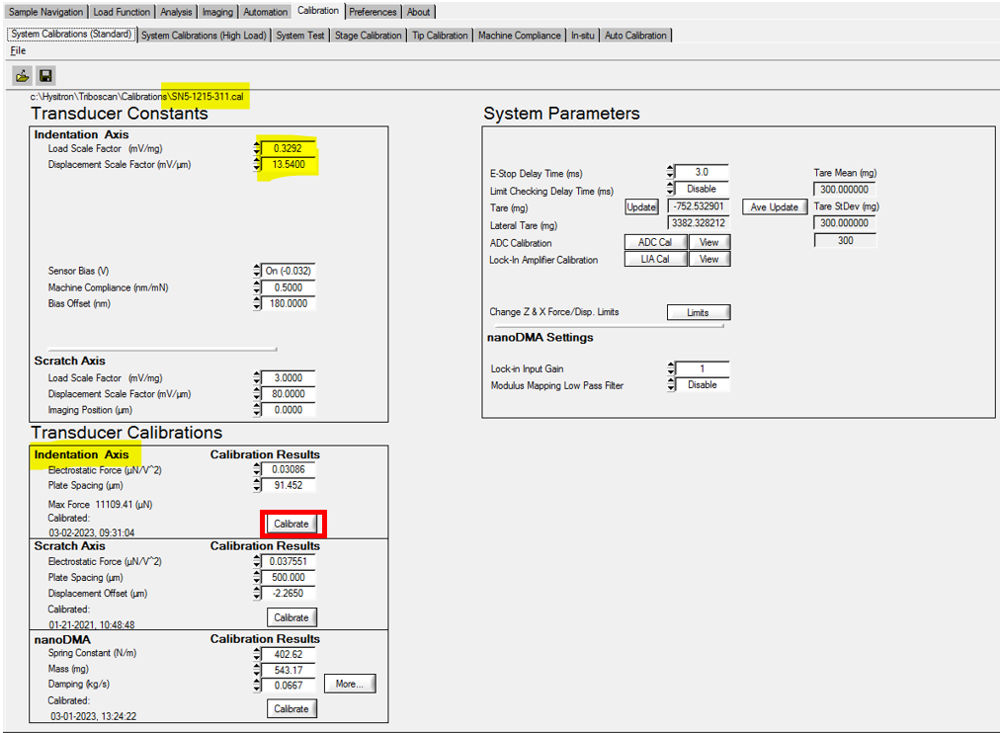 Sample Navigation Load Function Analysis Imaging Automation Calibration Preferences About
System Calibrations (Standard) System Calibrations (High Load) System Test Stage Calibration Tip Calibration Machine Compliance In-situ Auto Calibration
File
c:\Hysitron\Triboscan\Calibrations\SN5-1215-311.cal
Transducer Constants
Indentation Axis
Load Scale Factor (mV/mg) 0.3292
Displacement Scale Factor (mV/µm) 13.5400
Sensor Bias (V) On (-0.032)
Machine Compliance (nm/mN) 0.5000
Bias Offset (nm) 180.0000
Scratch Axis
Load Scale Factor (mV/mg) 3.0000
Displacement Scale Factor (mV/µm) 80.0000
Imaging Position (µm) 0.0000
System Parameters
E-Stop Delay Time (ms) 3.0
Limit Checking Delay Time (ms) Disable
Tare (mg) Update -752.532901 Ave Update
Lateral Tare (mg) 3382.328212
ADC Calibration ADC Cal View
Lock-In Amplifier Calibration LIA Cal View
Tare Mean (mg)
300.000000
Tare StDev (mg)
300.000000
300
Change Z & X Force/Disp. Limits Limits
nanoDMA Settings
Lock-in Input Gain 1
Modulus Mapping Low Pass Filter Disable
Transducer Calibrations
Indentation Axis Calibration Results
Electrostatic Force (µN/V^2) 0.03086
Plate Spacing (µm) 91.452
Max Force 11109.41 (µN)
Calibrated: Calibrate
03-02-2023, 09:31:04
Scratch Axis Calibration Results
Electrostatic Force (µN/V^2) 0.037551
Plate Spacing (µm) 500.000
Displacement Offset (µm) -2.2650
Calibrated: Calibrate
01-21-2021, 10:48:48
nanoDMA Calibration Results
Spring Constant (N/m) 402.62
Mass (mg) 543.17
Damping (kg/s) 0.0667 More...
Calibrated: Calibrate
03-01-2023, 13:24:22